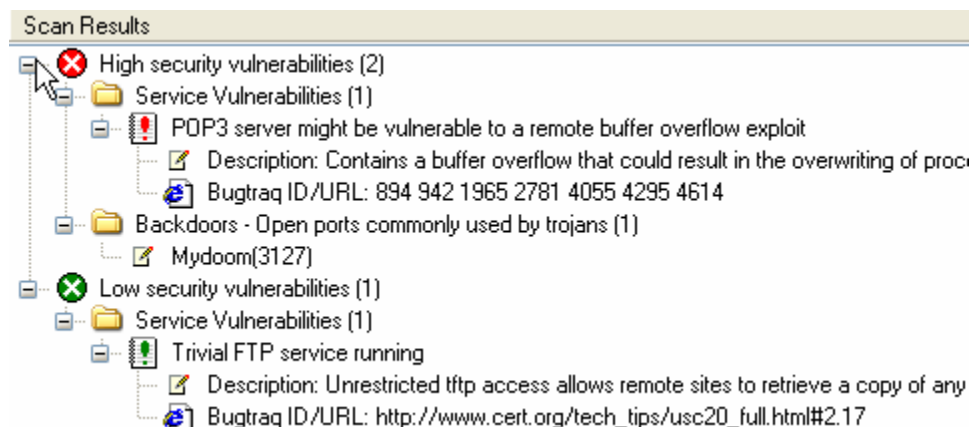 Scan Results
High security vulnerabilities (2)
Service Vulnerabilities (1)
POP3 server might be vulnerable to a remote buffer overflow exploit
Description: Contains a buffer overflow that could result in the overwriting of proc
Bugtraq ID/URL: 894 942 1965 2781 4055 4295 4614
Backdoors - Open ports commonly used by trojans (1)
Mydoom(3127)
Low security vulnerabilities (1)
Service Vulnerabilities (1)
Trivial FTP service running
Description: Unrestricted tftp access allows remote sites to retrieve a copy of any
Bugtraq ID/URL: http://www.cert.org/tech_tips/usc20_full.html#2.17